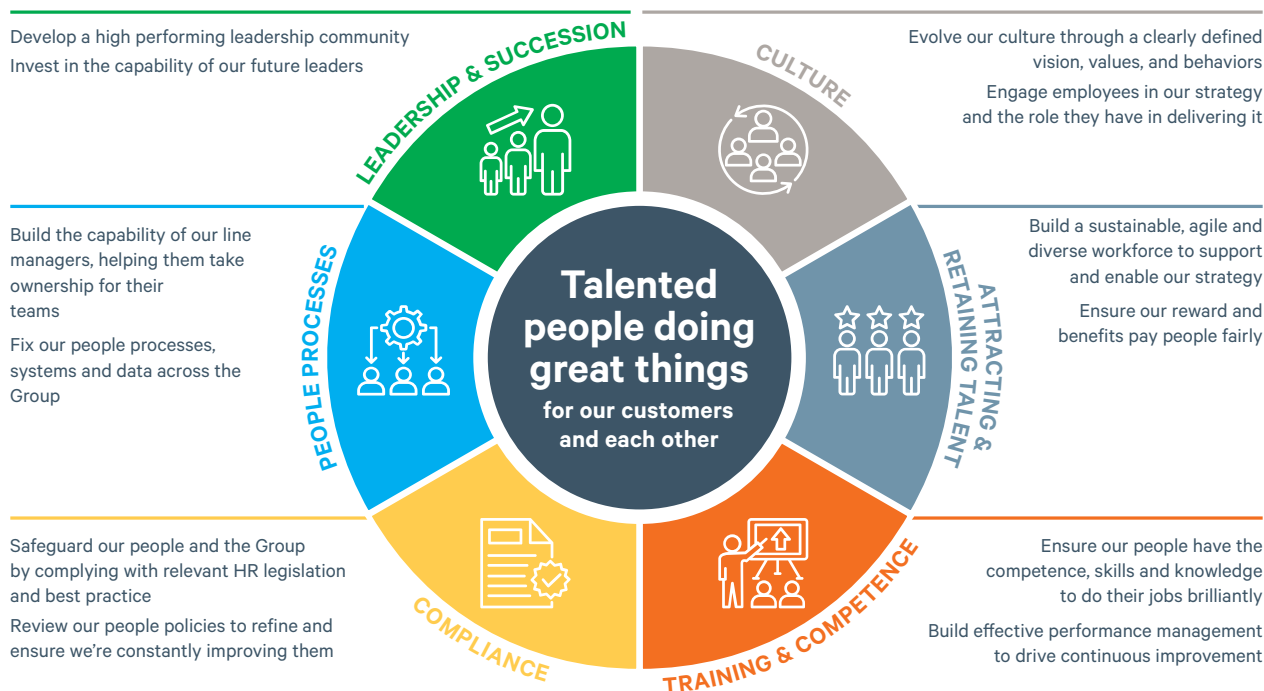 LEADERSHIP & SUCCESSION
Develop a high performing leadership community
Invest in the capability of our future leaders
CULTURE
Evolve our culture through a clearly defined
vision, values, and behaviors
Engage employees in our strategy
and the role they have in delivering it
PEOPLE PROCESSES
Build the capability of our line
managers, helping them take
ownership for their
teams
Fix our people processes,
systems and data across the
Group
Talented
people doing
great things
for our customers
and each other
ATTRACTING &
RETAINING TALENT
Build a sustainable, agile and
diverse workforce to support
and enable our strategy
Ensure our reward and
benefits pay people fairly
COMPLIANCE
Safeguard our people and the Group
by complying with relevant HR legislation
and best practice
Review our people policies to refine and
ensure we’re constantly improving them
TRAINING & COMPETENCE
Ensure our people have the
competence, skills and knowledge
to do their jobs brilliantly
Build effective performance management
to drive continuous improvement